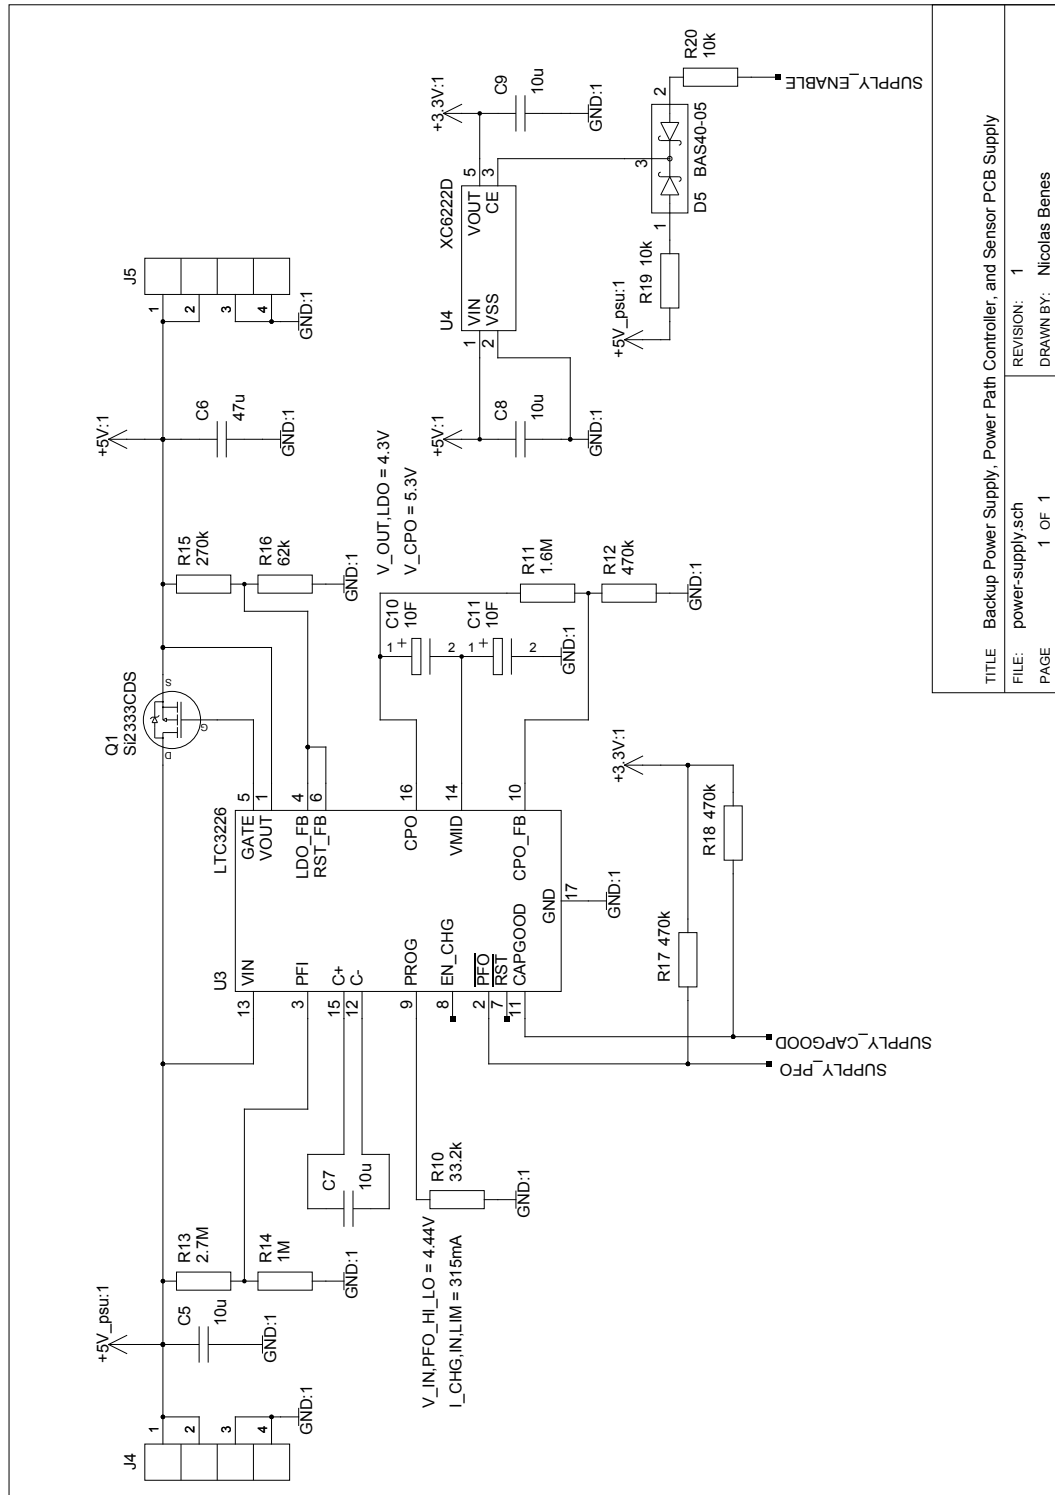 J4
1
2
3
4
GND:1
+5V_psu:1
C5
10u
GND:1
R13
2.7M
R14
1M
GND:1
Q1
Si2333CDS
D
S
G
R15
270k
R16
62k
GND:1
+5V:1
C6
47u
GND:1
J5
1
2
3
4
GND:1
U3
LTC3226
13
VIN
3
PFI
15
C+
12
C-
9
PROG
8
EN_CHG
2
PFO
7
RST
11
CAPGOOD
GATE
5
VOUT
1
LDO_FB
4
RST_FB
6
CPO
16
VMID
14
CPO_FB
10
GND
17
GND:1
C7
10u
R10
33.2k
GND:1
V_IN,PFO_HI_LO = 4.44V
I_CHG,IN,LIM = 315mA
V_OUT,LDO = 4.3V
V_CPO = 5.3V
C10
10F
1
+
2
C11
10F
1
+
2
GND:1
R11
1.6M
R12
470k
GND:1
+5V:1
C8
10u
GND:1
U4
XC6222D
1
VIN
2
VSS
VOUT
5
CE
3
+3.3V:1
C9
10u
GND:1
+5V_psu:1
R19 10k
1
D5
BAS40-05
3
2
R20
10k
SUPPLY_ENABLE
+3.3V:1
R17 470k
R18 470k
SUPPLY_CAPGOOD
SUPPLY_PFO
TITLE Backup Power Supply, Power Path Controller, and Sensor PCB Supply
FILE: power-supply.sch
REVISION: 1
PAGE 1 OF 1
DRAWN BY: Nicolas Benes